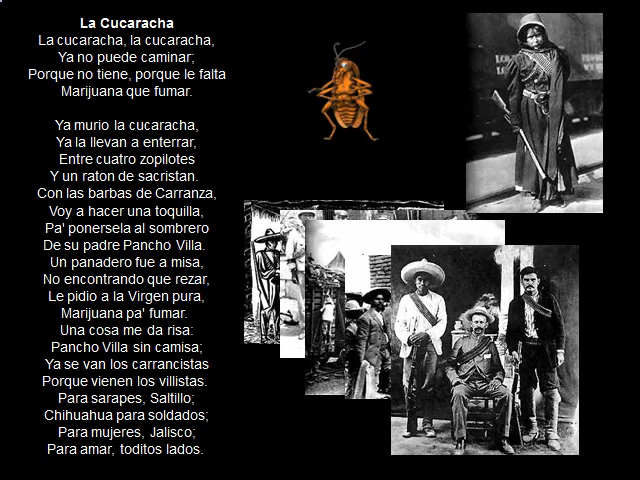 La Cucaracha
La cucaracha, la cucaracha,
Ya no puede caminar;
Porque no tiene, porque le falta
Marijuana que fumar.
Ya murio la cucaracha,
Ya la llevan a enterrar,
Entre cuatro zopilotes
Y un raton de sacristan.
Con las barbas de Carranza,
Voy a hacer una toquilla,
Pa' ponersela al sombrero
De su padre Pancho Villa.
Un panadero fue a misa,
No encontrando que rezar,
Le pidio a la Virgen pura,
Marijuana pa' fumar.
Una cosa me da risa:
Pancho Villa sin camisa;
Ya se van los carrancistas
Porque vienen los villistas.
Para sarapes, Saltillo;
Chihuahua para soldados;
Para mujeres, Jalisco;
Para amar, toditos lados.